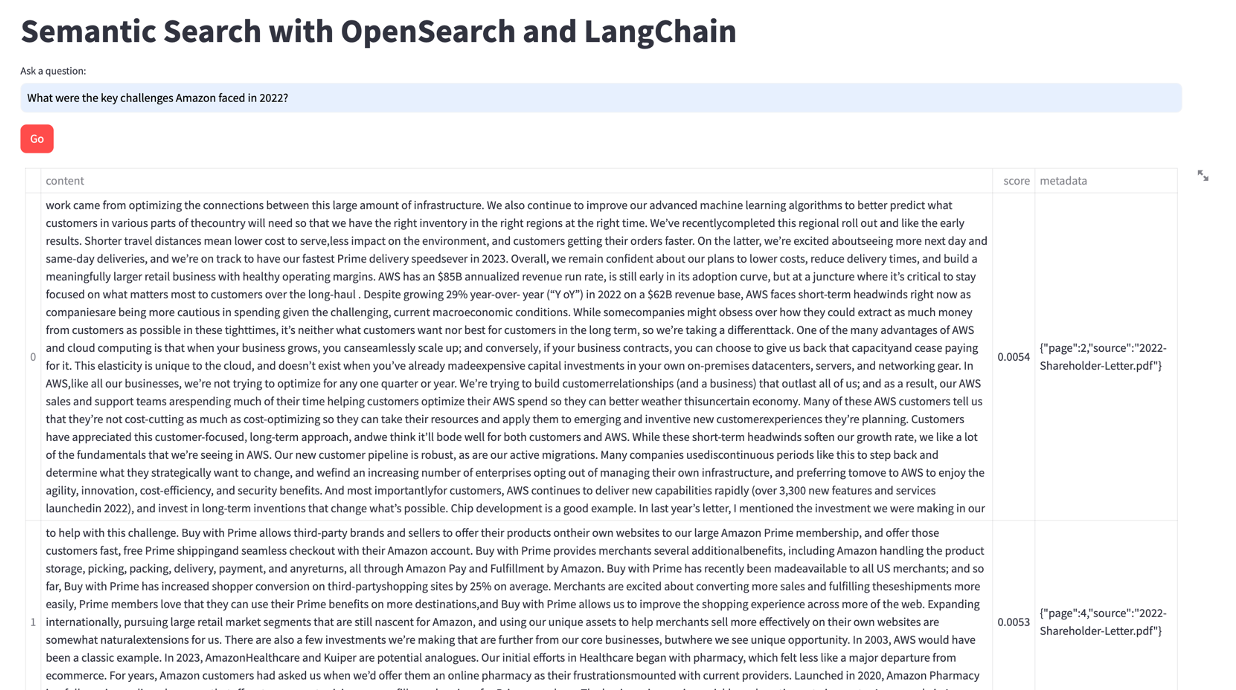 Semantic Search with OpenSearch and LangChain
Ask a question:
What were the key challenges Amazon faced in 2022?
Go
content score metadata
work came from optimizing the connections between this large amount of infrastructure. We also continue to improve our advanced machine learning algorithms to better predict what
customers in various parts of thecountry will need so that we have the right inventory in the right regions at the right time. We've recentlycompleted this regional roll out and like the early
results. Shorter travel distances mean lower cost to serve,less impact on the environment, and customers getting their orders faster. On the latter, we're excited aboutseeing more next day and
same-day deliveries, and we're on track to have our fastest Prime delivery speedsever in 2023. Overall, we remain confident about our plans to lower costs, reduce delivery times, and build a
meaningfully larger retail business with healthy operating margins. AWS has an $85B annualized revenue run rate, is still early in its adoption curve, but at a juncture where it's critical to stay
focused on what matters most to customers over the long-haul . Despite growing 29% year-over- year ("Y oY") in 2022 on a $62B revenue base, AWS faces short-term headwinds right now as
companiesare being more cautious in spending given the challenging, current macroeconomic conditions. While somecompanies might obsess over how they could extract as much money
from customers as possible in these tighttimes, it's neither what customers want nor best for customers in the long term, so we're taking a differenttack. One of the many advantages of AWS
and cloud computing is that when your business grows, you canseamlessly scale up; and conversely, if your business contracts, you can choose to give us back that capacityand cease paying
for it. This elasticity is unique to the cloud, and doesn't exist when you've already madeexpensive capital investments in your own on-premises datacenters, servers, and networking gear. In
AWS,like all our businesses, we're not trying to optimize for any one quarter or year. We're trying to build customerrelationships (and a business) that outlast all of us; and as a result, our AWS
sales and support teams arespending much of their time helping customers optimize their AWS spend so they can better weather thisuncertain economy. Many of these AWS customers tell us
that they're not cost-cutting as much as cost-optimizing so they can take their resources and apply them to emerging and inventive new customerexperiences they're planning. Customers
have appreciated this customer-focused, long-term approach, andwe think it'll bode well for both customers and AWS. While these short-term headwinds soften our growth rate, we like a lot
of the fundamentals that we're seeing in AWS. Our new customer pipeline is robust, as are our active migrations. Many companies usediscontinuous periods like this to step back and
determine what they strategically want to change, and wefind an increasing number of enterprises opting out of managing their own infrastructure, and preferring tomove to AWS to enjoy the
agility, innovation, cost-efficiency, and security benefits. And most importantlyfor customers, AWS continues to deliver new capabilities rapidly (over 3,300 new features and services
launchedin 2022), and invest in long-term inventions that change what's possible. Chip development is a good example. In last year's letter, I mentioned the investment we were making in our
0
0.0054
{"page":2,"source":"2022-
Shareholder-Letter.pdf"}
to help with this challenge. Buy with Prime allows third-party brands and sellers to offer their products ontheir own websites to our large Amazon Prime membership, and offer those
customers fast, free Prime shippingand seamless checkout with their Amazon account. Buy with Prime provides merchants several additionalbenefits, including Amazon handling the product
storage, picking, packing, delivery, payment, and anyreturns, all through Amazon Pay and Fulfillment by Amazon. Buy with Prime has recently been madeavailable to all US merchants; and so
far, Buy with Prime has increased shopper conversion on third-partyshopping sites by 25% on average. Merchants are excited about converting more sales and fulfilling theseshipments more
easily, Prime members love that they can use their Prime benefits on more destinations,and Buy with Prime allows us to improve the shopping experience across more of the web. Expanding
internationally, pursuing large retail market segments that are still nascent for Amazon, and using our unique assets to help merchants sell more effectively on their own websites are
somewhat naturalextensions for us. There are also a few investments we're making that are further from our core businesses, butwhere we see unique opportunity. In 2003, AWS would have
been a classic example. In 2023, AmazonHealthcare and Kuiper are potential analogues. Our initial efforts in Healthcare began with pharmacy, which felt less like a major departure from
ecommerce. For years, Amazon customers had asked us when we'd offer them an online pharmacy as their frustrationsmounted with current providers. Launched in 2020, Amazon Pharmacy
1
0.0053
{"page":4,"source":"2022-
Shareholder-Letter.pdf"}